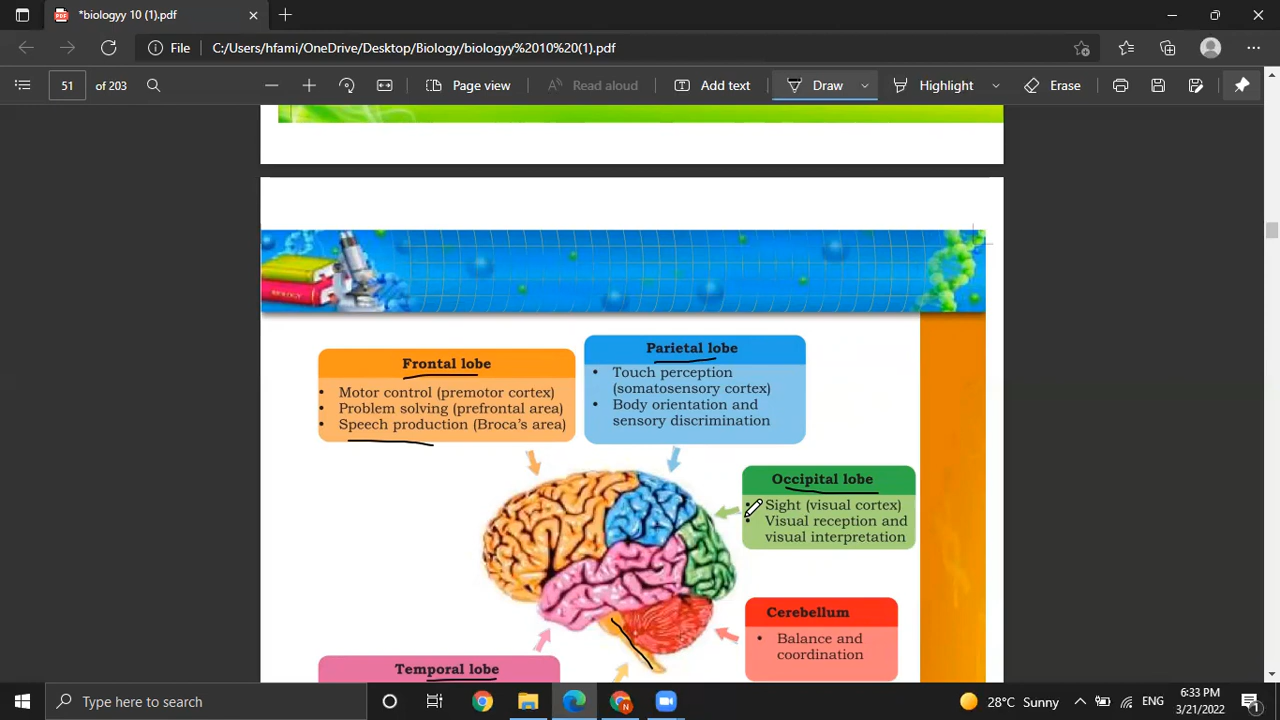 *biologyy 10 (1).pdf
File
C:/Users/hfami/OneDrive/Desktop/Biology/biologyy%2010%20(1).pdf
51 of 203
Page view
Read aloud
Add text
Draw
Highlight
Erase
BIOLOGY
Frontal lobe
• Motor control (premotor cortex)
• Problem solving (prefrontal area)
• Speech production (Broca's area)
Parietal lobe
• Touch perception
(somatosensory cortex)
• Body orientation and
sensory discrimination
Occipital lobe
• Sight (visual cortex)
• Visual reception and
visual interpretation
Cerebellum
• Balance and
coordination
Temporal lobe
Type here to search
28°C Sunny
ENG
6:33 PM
3/21/2022